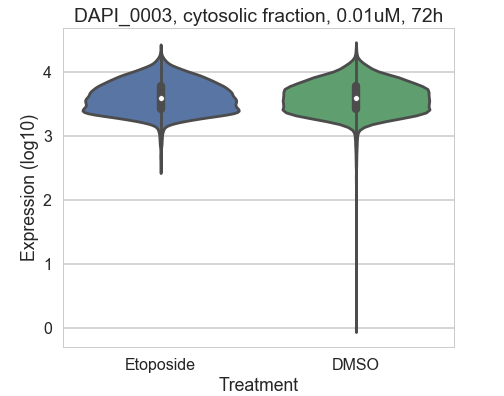 DAPI_0003, cytosolic fraction, 0.01uM, 72h
Expression (log10)
4
3
2
1
0
Etoposide
DMSO
Treatment